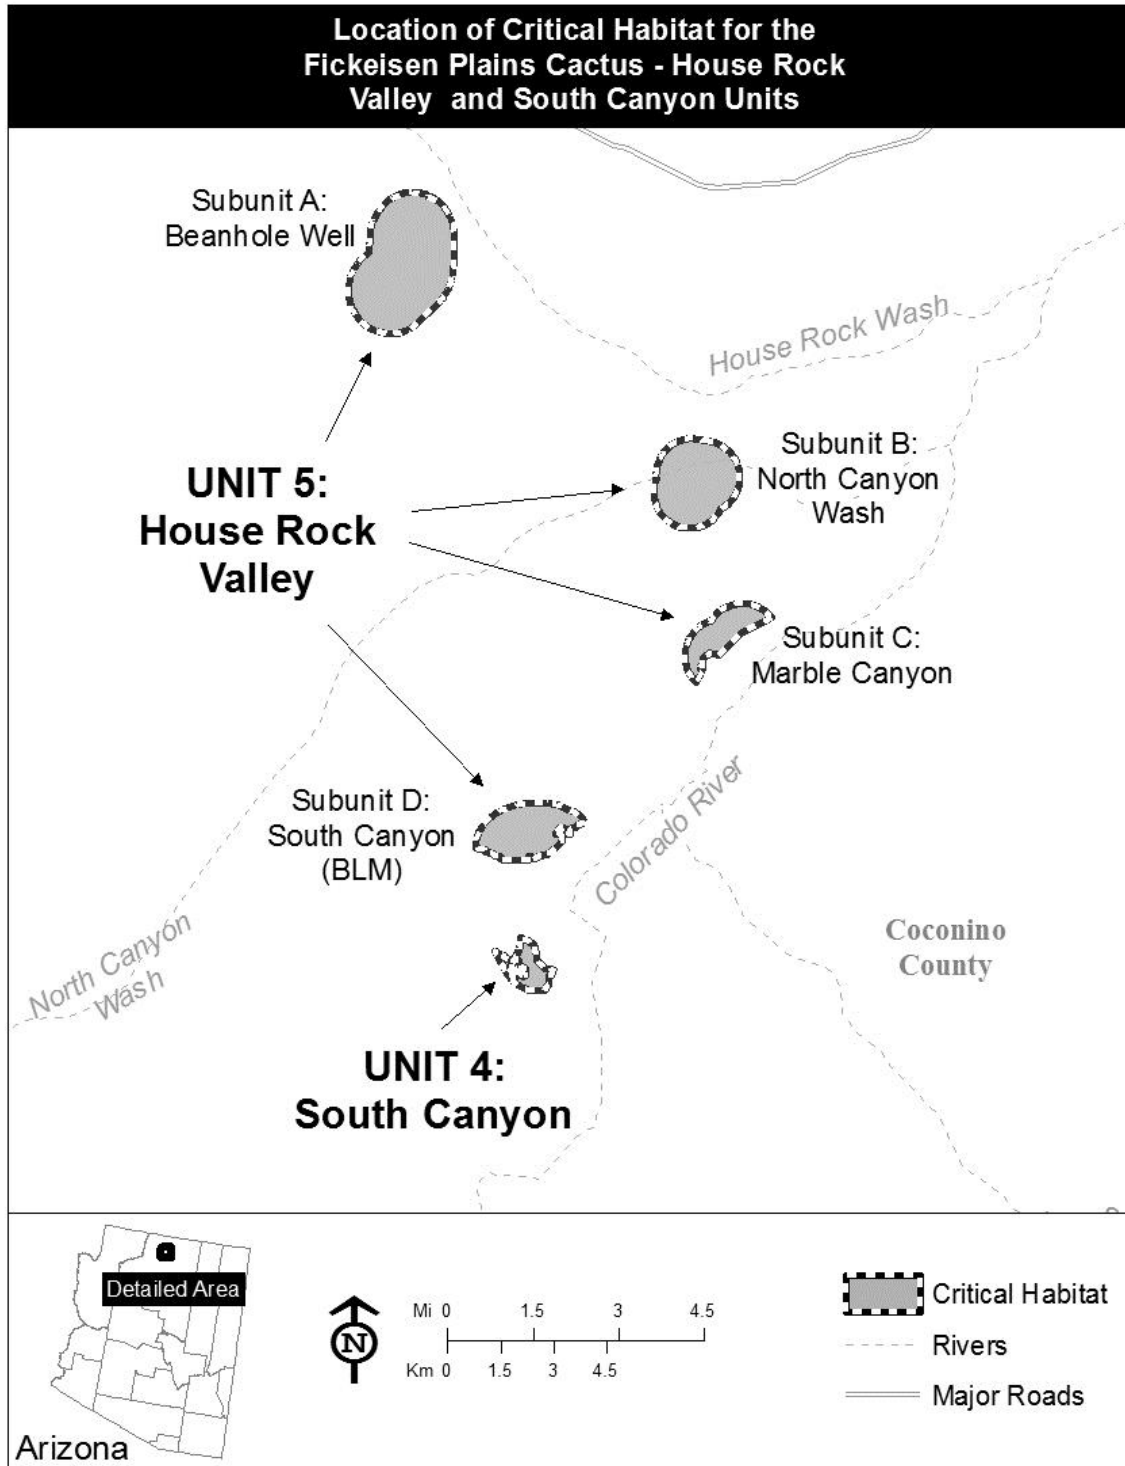 Location of Critical Habitat for the
Fickeisen Plains Cactus - House Rock
Valley and South Canyon Units
Subunit A:
Beanhole Well
House Rock Wash
UNIT 5:
House Rock
Valley
Subunit B:
North Canyon
Wash
Subunit C:
Marble Canyon
Subunit D:
South Canyon
(BLM)
Colorado River
North Canyon
Wash
Coconino
County
UNIT 4:
South Canyon
Detailed Area
Arizona
N
Mi 0 1.5 3 4.5
Km 0 1.5 3 4.5
Critical Habitat
Rivers
Major Roads